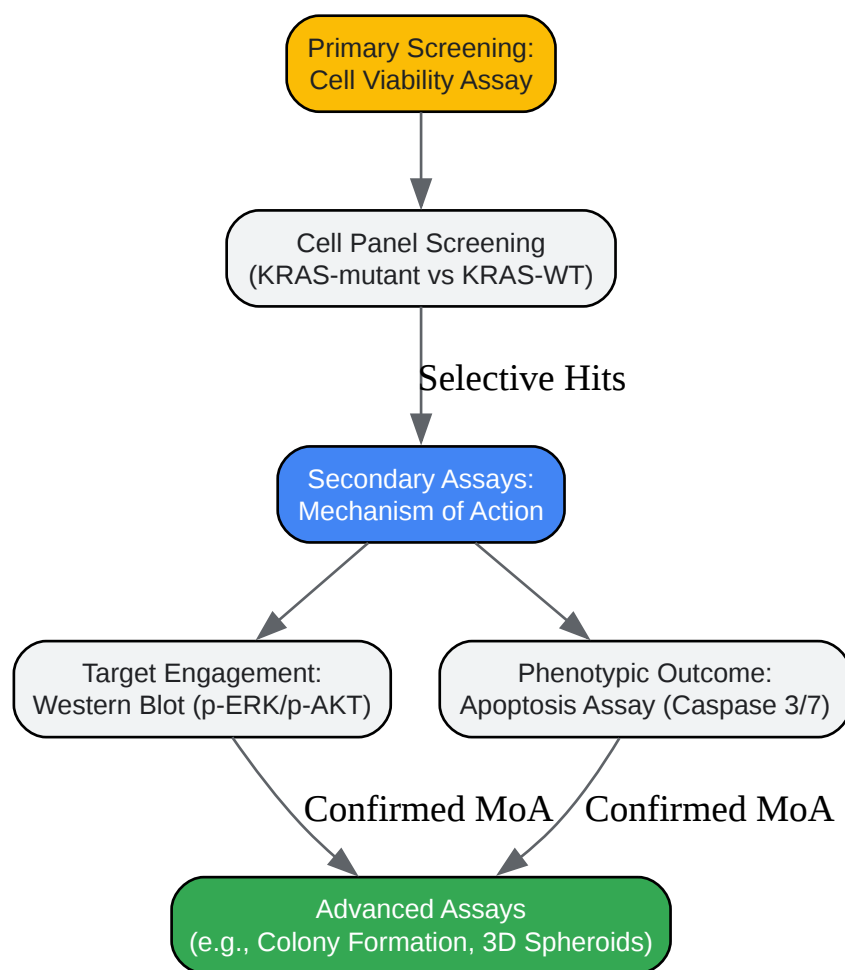 Primary Screening:
Cell Viability Assay
Cell Panel Screening
(KRAS-mutant vs KRAS-WT)
Selective Hits
Secondary Assays:
Mechanism of Action
Target Engagement:
Western Blot (p-ERK/p-AKT)
Phenotypic Outcome:
Apoptosis Assay (Caspase 3/7)
Confirmed MoA
Confirmed MoA
Advanced Assays
(e.g., Colony Formation, 3D Spheroids)